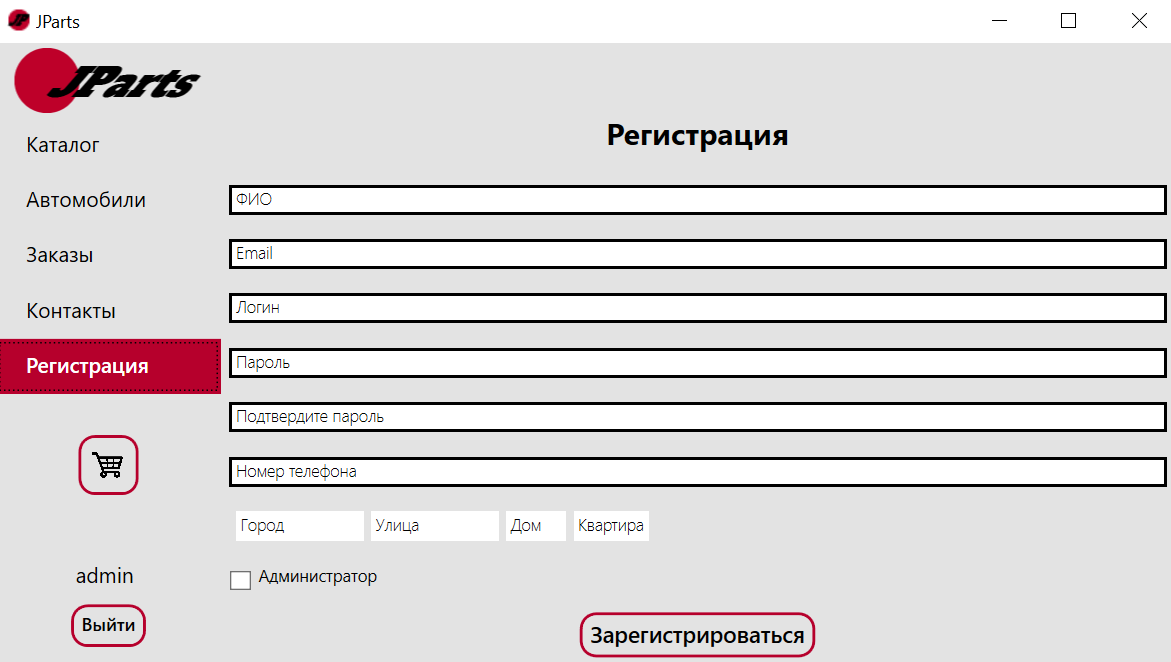 JParts
JParts
Каталог
Автомобили
Заказы
Контакты
Регистрация
admin
Выйти
Регистрация
ФИО
Email
Логин
Пароль
Подтвердите пароль
Номер телефона
Город Улица Дом Квартира
Администратор
Зарегистрироваться